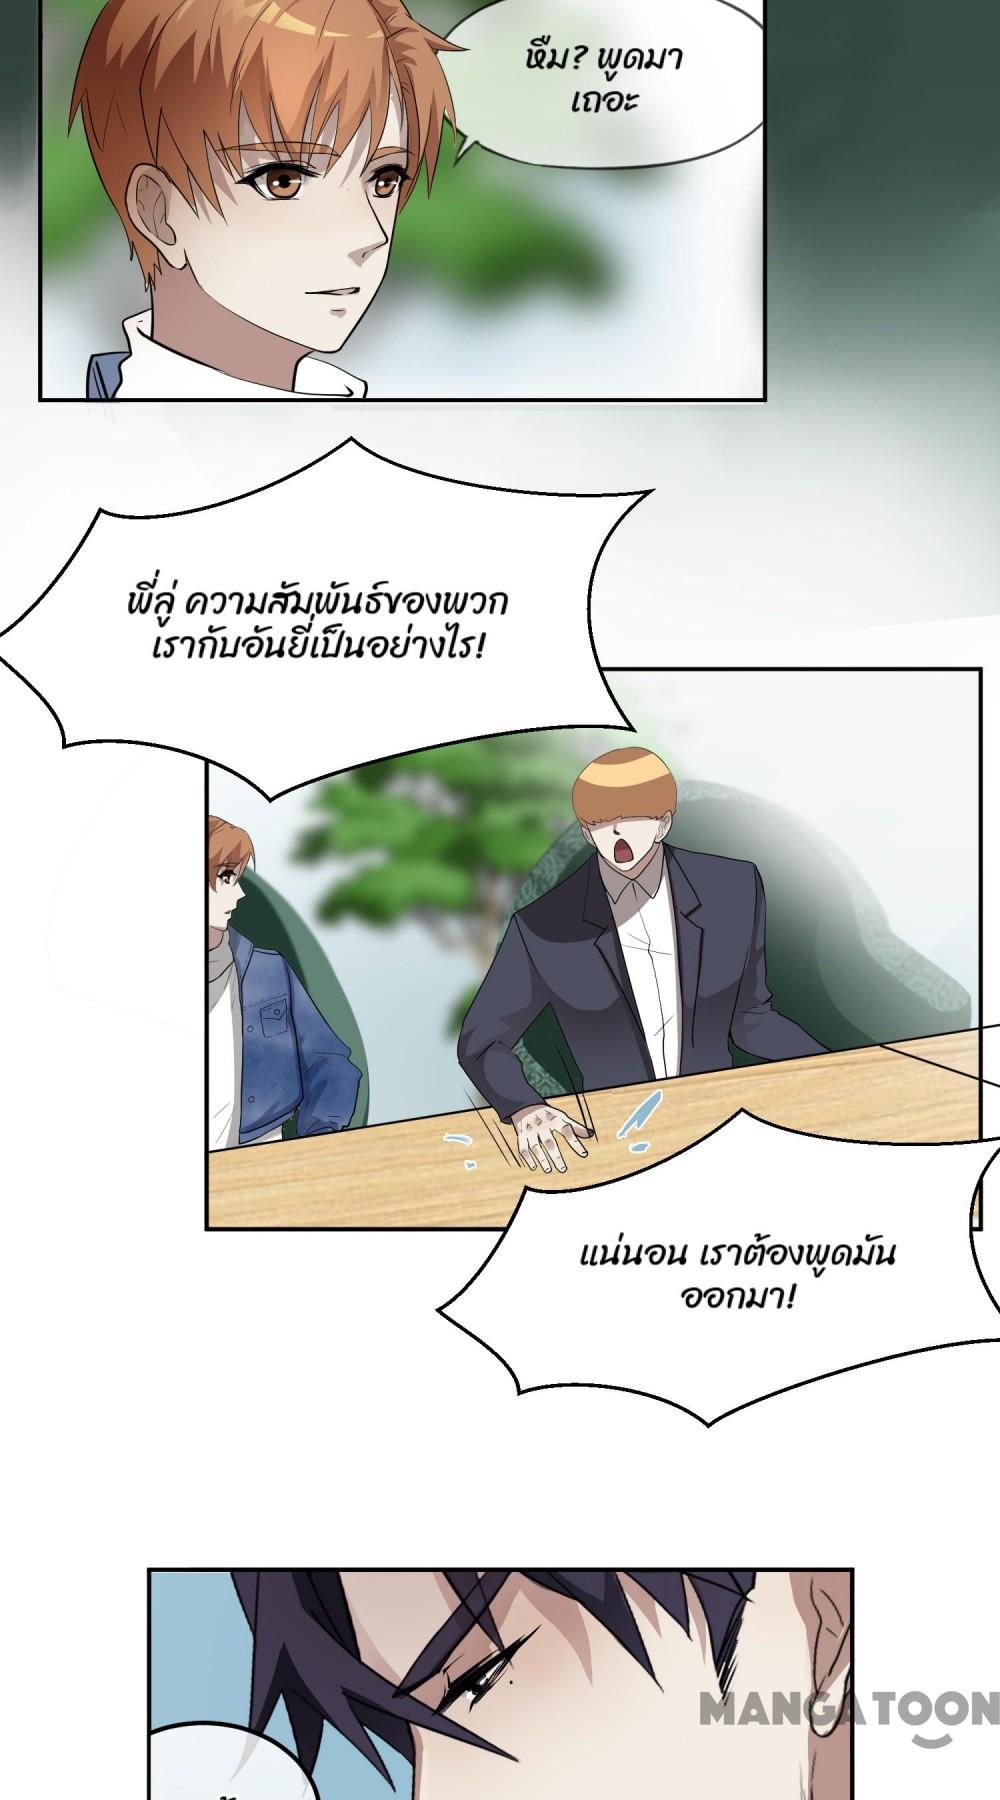 หืม? พูดมา
เถอะ
พี่ลู่ ความสัมพันธ์ของพวก
เรากับอันยี่เป็นอย่างไร!
แน่นอน เราต้องพูดมัน
ออกมา!
MANGATOON